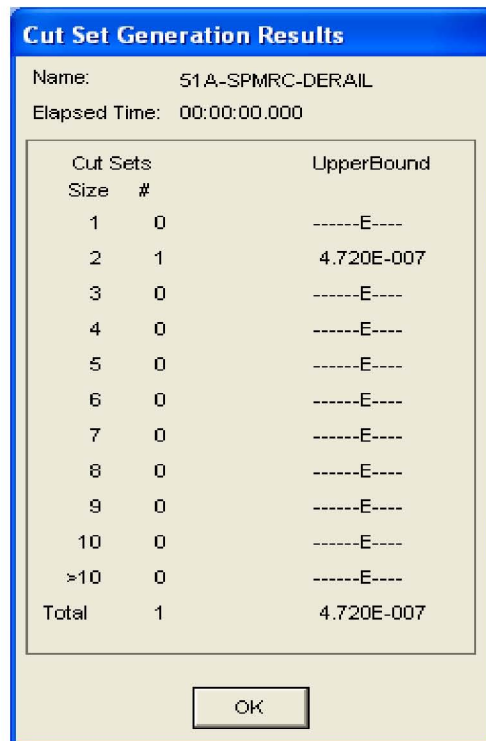 Cut Set Generation Results
Name: 51A-SPMRC-DERAIL
Elapsed Time: 00:00:00.000
Cut Sets UpperBound
Size #
1 0 ------E----
2 1 4.720E-007
3 0 ------E----
4 0 ------E----
5 0 ------E----
6 0 ------E----
7 0 ------E----
8 0 ------E----
9 0 ------E----
10 0 ------E----
>10 0 ------E----
Total 1 4.720E-007
OK